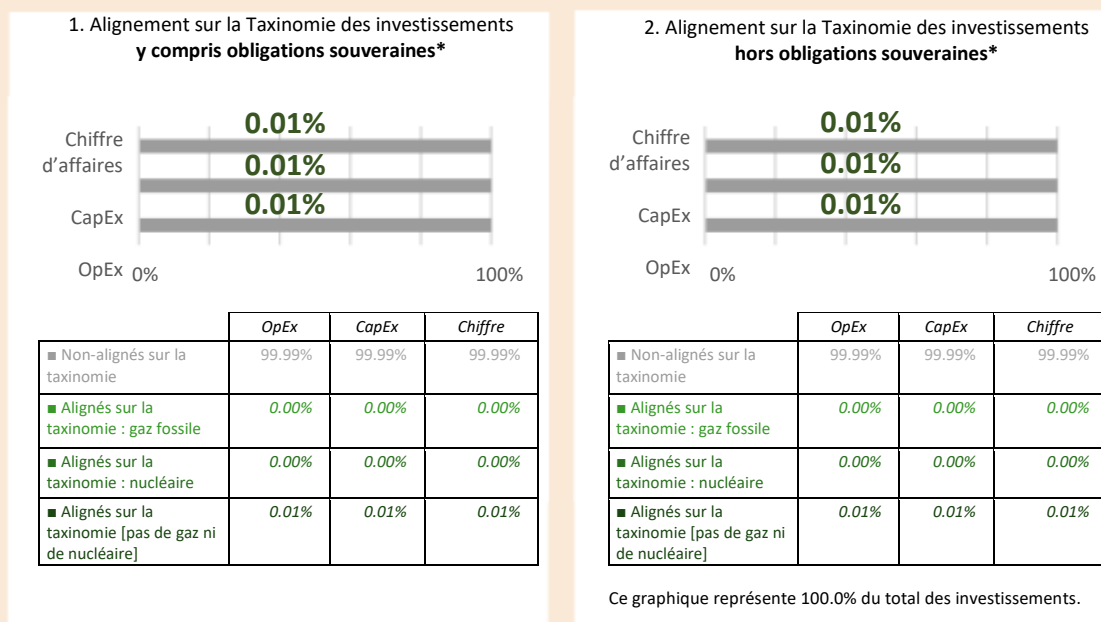 1. Alignement sur la Taxinomie des investissements
y compris obligations souveraines*
0.01%
Chiffre
d’affaires
0.01%
0.01%
CapEx
OpEx
0%
100%
OpEx CapEx Chiffre
■ Non-alignés sur la
taxinomie
99.99% 99.99% 99.99%
■ Alignés sur la
taxinomie : gaz fossile
0.00% 0.00% 0.00%
■ Alignés sur la
taxinomie : nucléaire
0.00% 0.00% 0.00%
■ Alignés sur la
taxinomie [pas de gaz ni
de nucléaire]
0.01% 0.01% 0.01%
2. Alignement sur la Taxinomie des investissements
hors obligations souveraines*
0.01%
Chiffre
d’affaires
0.01%
0.01%
CapEx
OpEx
0%
100%
OpEx CapEx Chiffre
■ Non-alignés sur la
taxinomie
99.99% 99.99% 99.99%
■ Alignés sur la
taxinomie : gaz fossile
0.00% 0.00% 0.00%
■ Alignés sur la
taxinomie : nucléaire
0.00% 0.00% 0.00%
■ Alignés sur la
taxinomie [pas de gaz ni
de nucléaire]
0.01% 0.01% 0.01%
Ce graphique représente 100.0% du total des investissements.